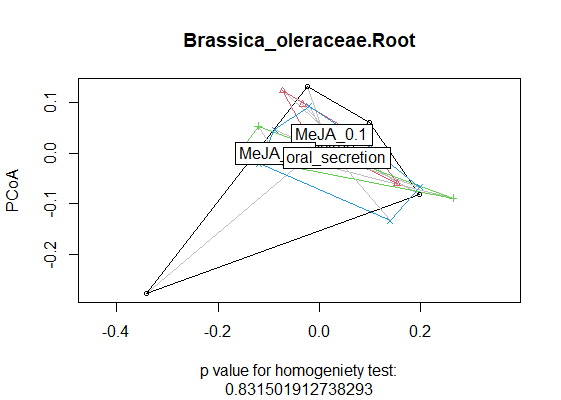 Brassica_oleraceae.Root
PCoA
0.1
0.0
-0.1
-0.2
MeJA_0.1
MeJA_
oral_secretion
-0.4
-0.2
0.0
0.2
p value for homogeniety test:
0.831501912738293